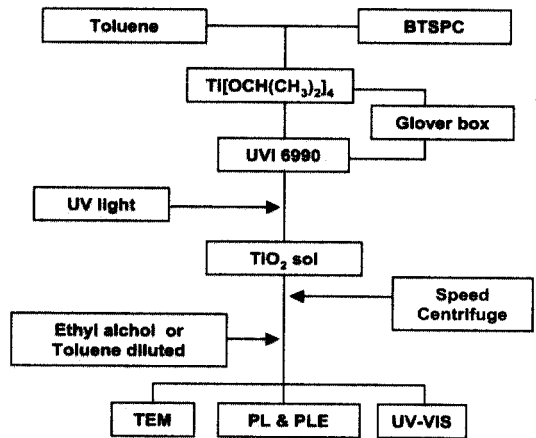 Toluene
BTSPC
Ti[OCH(CH₃)₂]₄
Glover box
UVI 6990
UV light
TiO₂ sol
Speed
Centrifuge
Ethyl alchol or
Toluene diluted
TEM
PL & PLE
UV-VIS